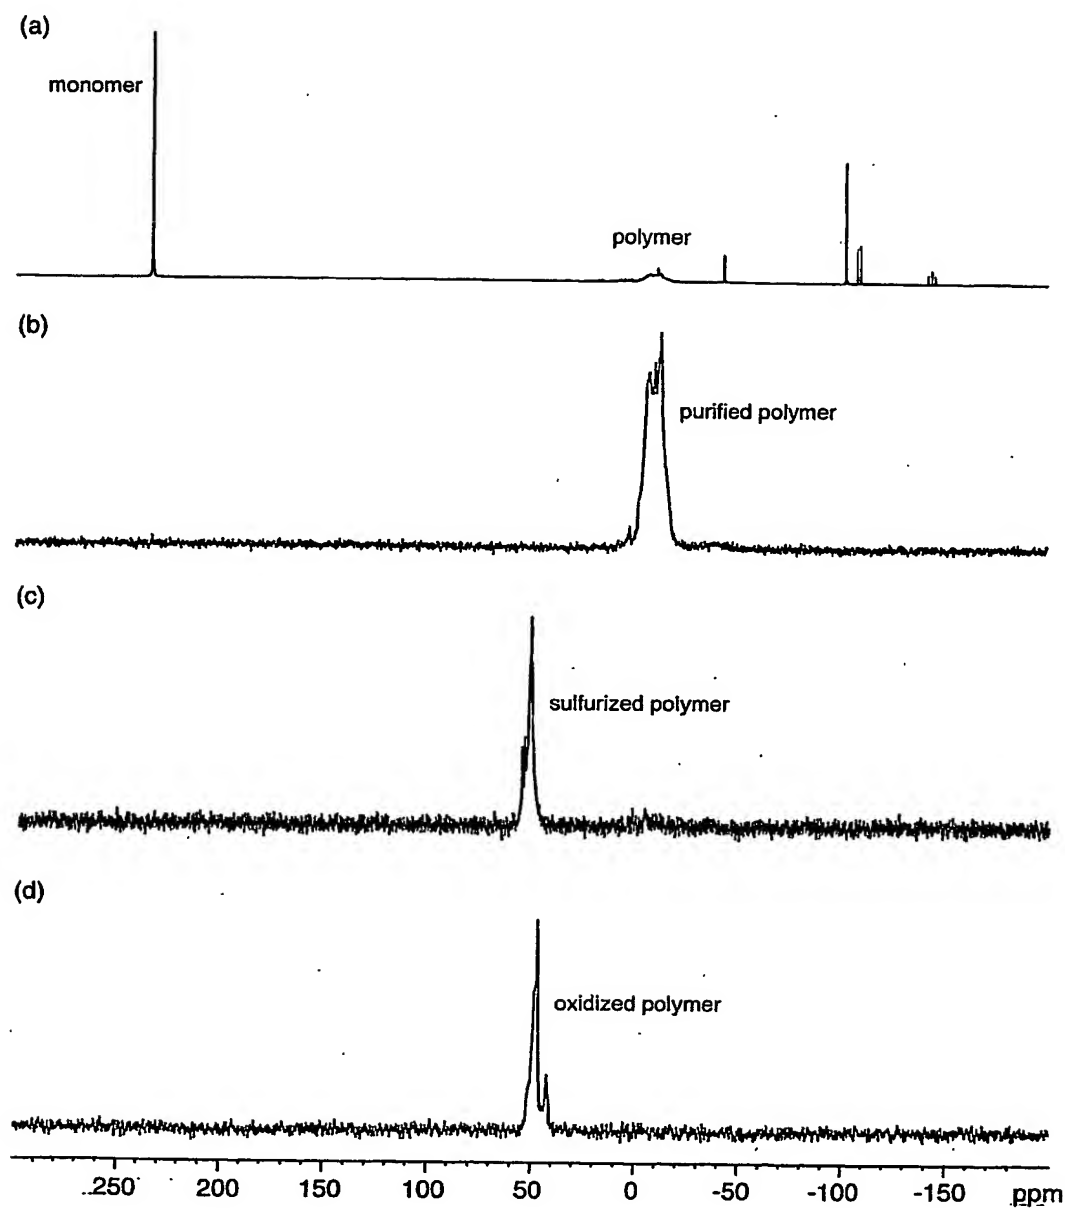 (a)
monomer
polymer
(b)
purified polymer
(c)
sulfurized polymer
(d)
oxidized polymer
250 200 150 100 50 0 -50 -100 -150 ppm